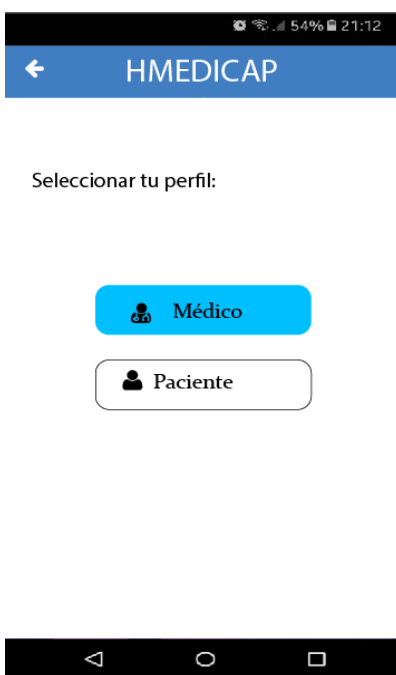 54% 21:12
HMEDICAP
Seleccionar tu perfil:
Médico
Paciente